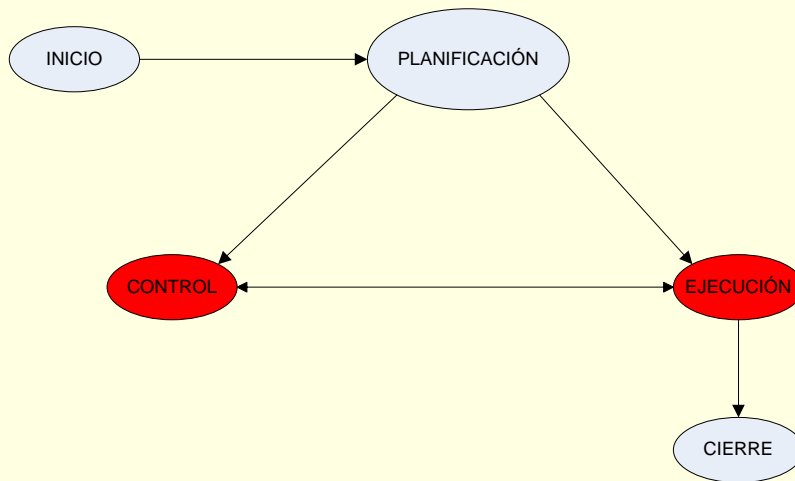 INICIO
PLANIFICACIÓN
CONTROL
EJECUCIÓN
CIERRE